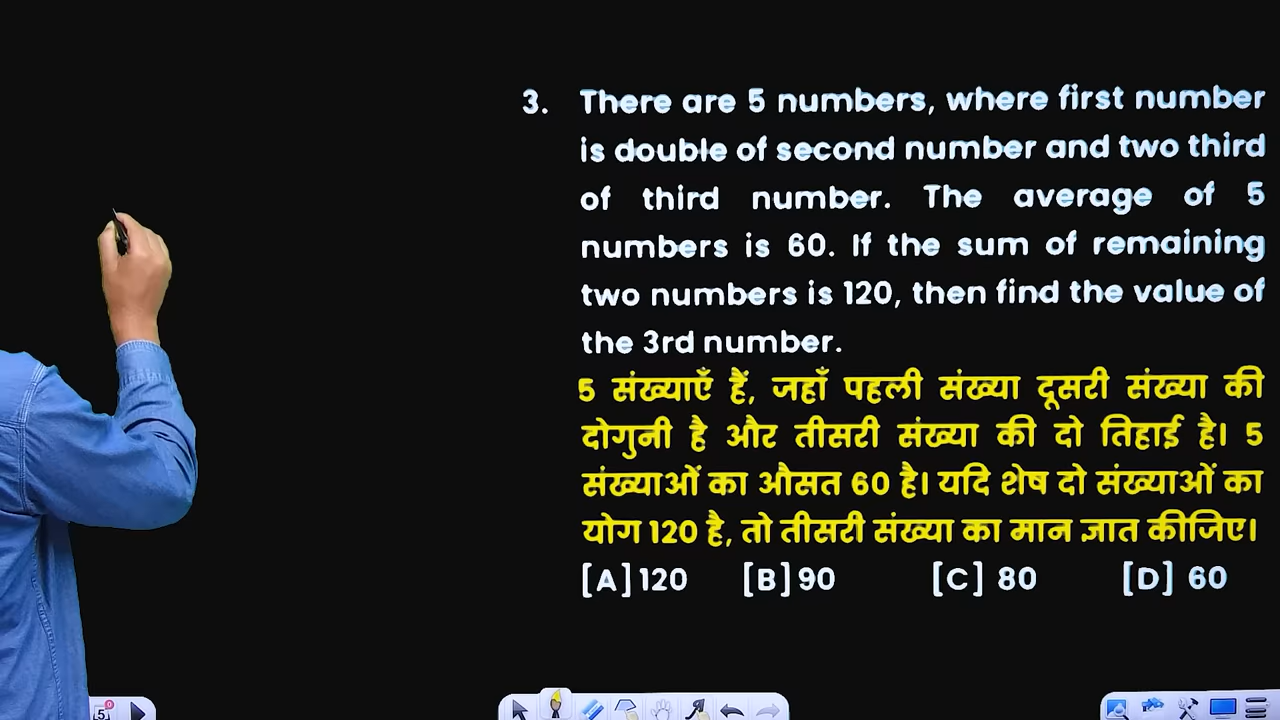 3. There are 5 numbers, where first number
is double of second number and two third
of third number. The average of 5
numbers is 60. If the sum of remaining
two numbers is 120, then find the value of
the 3rd number.
5 संख्याएँ हैं, जहाँ पहली संख्या दूसरी संख्या की
दोगुनी है और तीसरी संख्या की दो तिहाई है। 5
संख्याओं का औसत 60 है। यदि शेष दो संख्याओं का
योग 120 है, तो तीसरी संख्या का मान ज्ञात कीजिए।
[A] 120 [B] 90 [C] 80 [D] 60
5 0